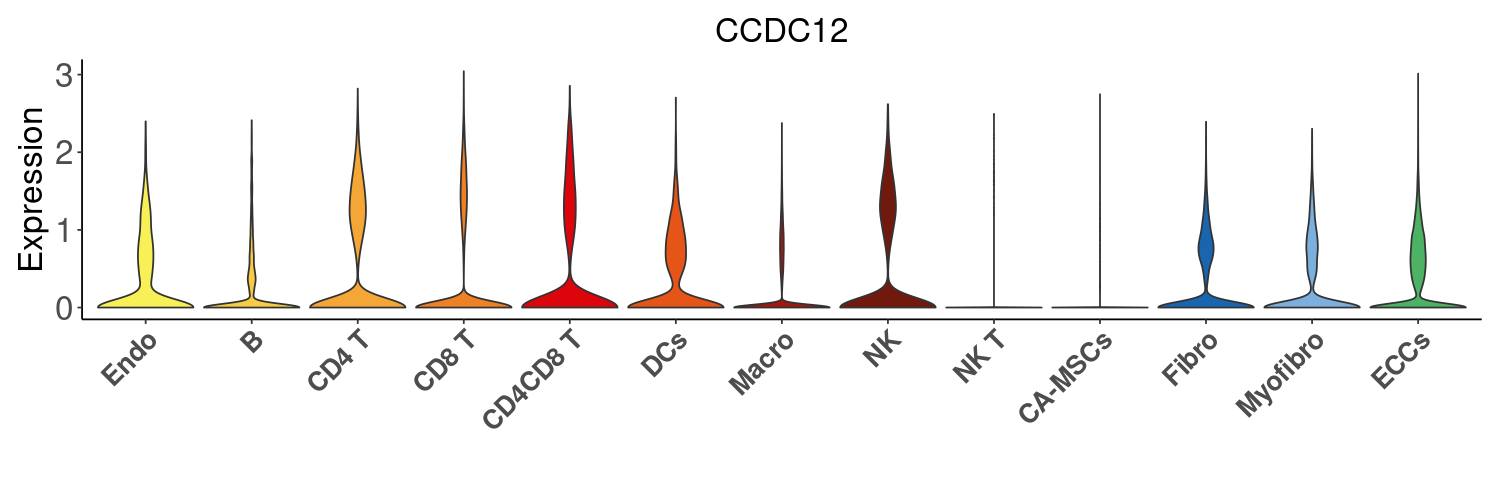 CCDC12
Expression
3
2
1
0
Endo
B
CD4 T
CD8 T
CD4CD8 T
DCs
Macro
NK
NK T
CA-MSCs
Fibro
Myofibro
ECCs